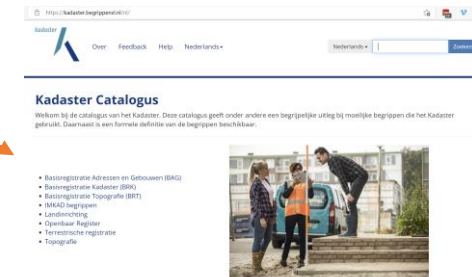 https://kadaster.begrippenxl.nl/nl/
kadaster
Over Feedback Help Nederlands
Nederlands
Zoeken
Kadaster Catalogus
Welkom bij de catalogus van het Kadaster. Deze catalogus geeft onder andere een begrijpelijke uitleg bij moeilijke begrippen die het Kadaster
gebruikt. Daarnaast is een formele definitie van de begrippen beschikbaar.
Basisregistratie Adressen en Gebouwen (BAG)
Basisregistratie Kadaster (BRK)
Basisregistratie Topografie (BRT)
IMKAD begrippen
Landinrichting
Openbaar Register
Terrestrische registratie
Topografie